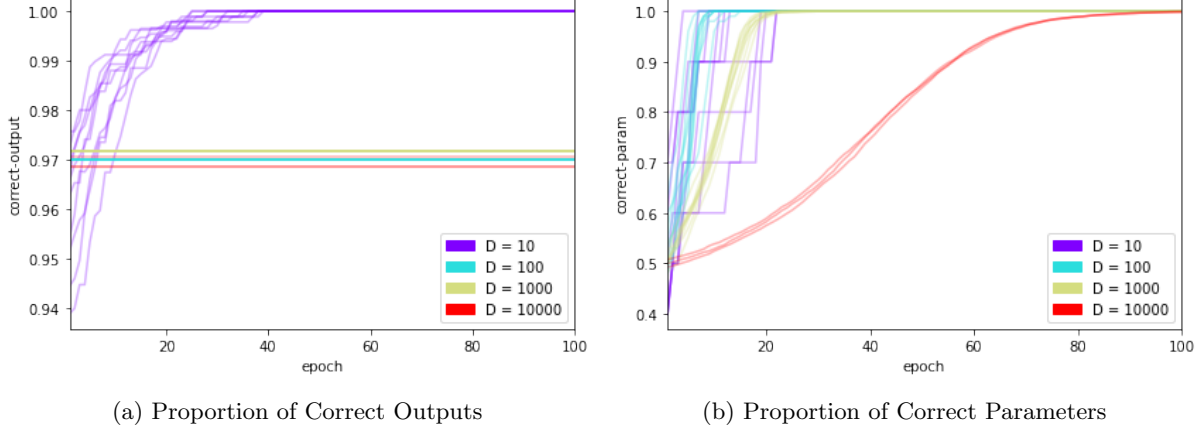 1.00
0.99
0.98
0.97
0.96
0.95
0.94
correct-output
20
40
60
80
100
epoch
D = 10
D = 100
D = 1000
D = 10000
(a) Proportion of Correct Outputs
1.0
0.9
0.8
0.7
0.6
0.5
0.4
correct-param
20
40
60
80
100
epoch
D = 10
D = 100
D = 1000
D = 10000
(b) Proportion of Correct Parameters